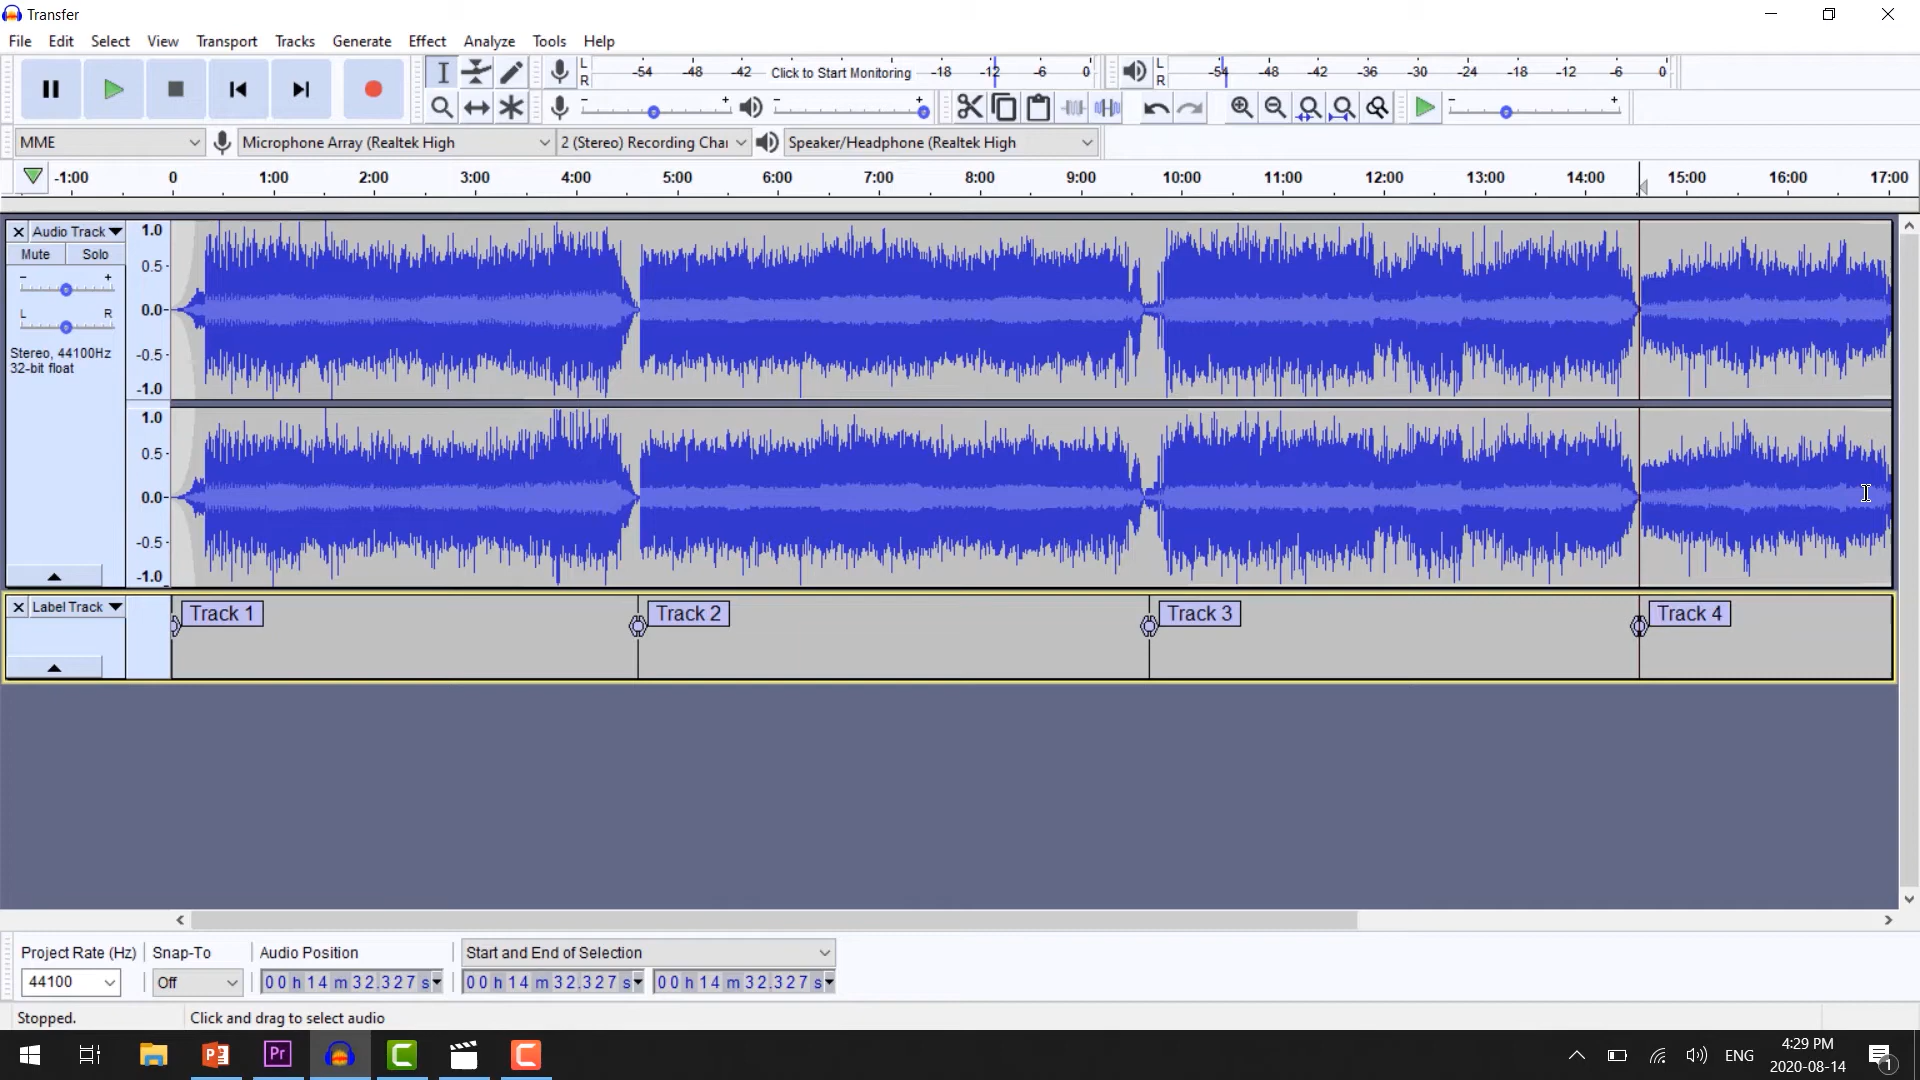 Transfer
File Edit Select View Transport Tracks Generate Effect Analyze Tools Help
L R -54 -48 -42 Click to Start Monitoring -18 -12 -6 0 L R -54 -48 -42 -36 -30 -24 -18 -12 -6 0
- + - + - +
MME Microphone Array (Realtek High 2 (Stereo) Recording Chai Speaker/Headphone (Realtek High
-1:00 0 1:00 2:00 3:00 4:00 5:00 6:00 7:00 8:00 9:00 10:00 11:00 12:00 13:00 14:00 15:00 16:00 17:00
Audio Track 1.0
Mute Solo
0.5
- +
0.0
L R
Stereo, 44100Hz -0.5
32-bit float
-1.0
1.0
0.5
0.0
-0.5
-1.0
Label Track Track 1 Track 2 Track 3 Track 4
Project Rate (Hz) Snap-To Audio Position Start and End of Selection
44100 Off 00 h 14 m 32.327 s 00 h 14 m 32.327 s 00 h 14 m 32.327 s
Stopped. Click and drag to select audio
P Pr C C ENG 4:29 PM
2020-08-14 1